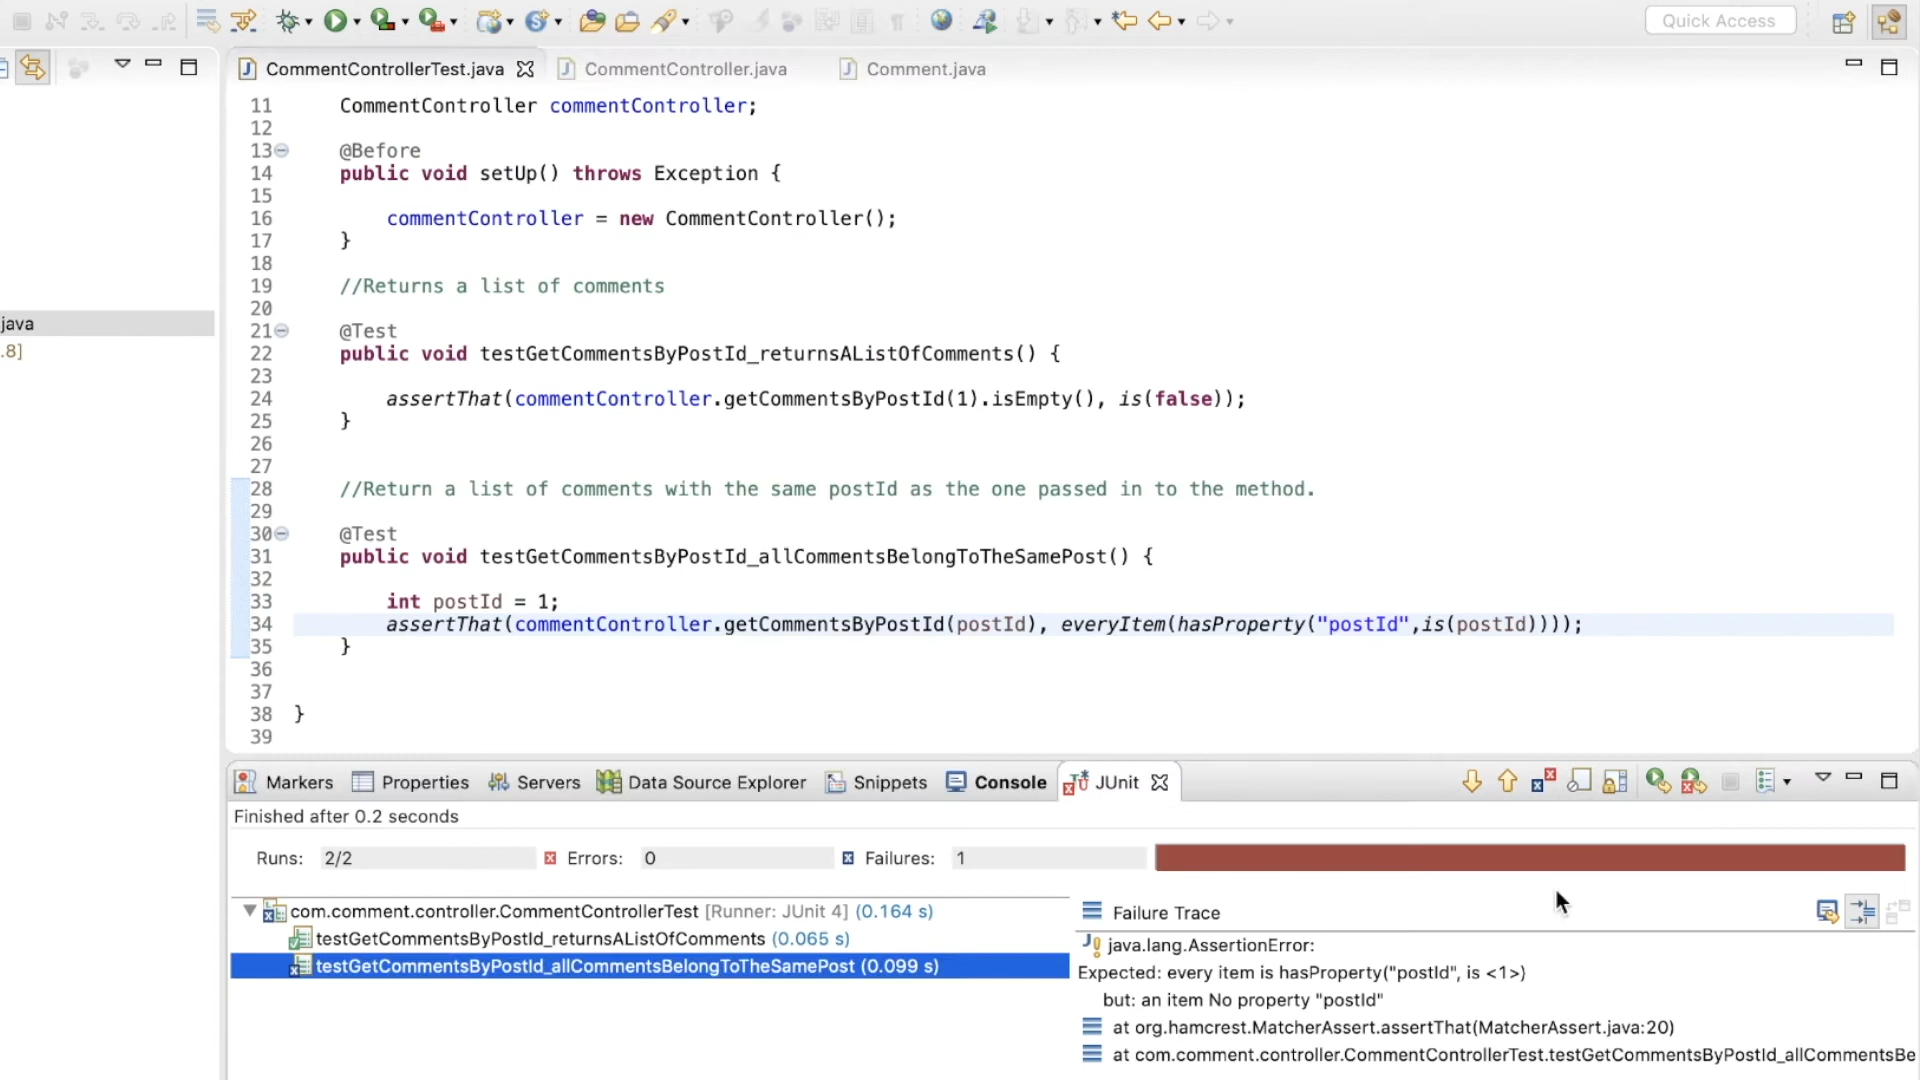 Quick Access
CommentControllerTest.java
CommentController.java
Comment.java
java
.8]
11 CommentController commentController;
12
13 @Before
14 public void setUp() throws Exception {
15
16 commentController = new CommentController();
17 }
18
19 //Returns a list of comments
20
21 @Test
22 public void testGetCommentsByPostId_returnsAListOfComments() {
23
24 assertThat(commentController.getCommentsByPostId(1).isEmpty(), is(false));
25 }
26
27
28 //Return a list of comments with the same postId as the one passed in to the method.
29
30 @Test
31 public void testGetCommentsByPostId_allCommentsBelongToTheSamePost() {
32
33 int postId = 1;
34 assertThat(commentController.getCommentsByPostId(postId), everyItem(hasProperty("postId",is(postId))));
35 }
36
37
38 }
39
Markers Properties Servers Data Source Explorer Snippets Console JUnit
Finished after 0.2 seconds
Runs: 2/2 Errors: 0 Failures: 1
com.comment.controller.CommentControllerTest [Runner: JUnit 4] (0.164 s)
testGetCommentsByPostId_returnsAListOfComments (0.065 s)
testGetCommentsByPostId_allCommentsBelongToTheSamePost (0.099 s)
Failure Trace
java.lang.AssertionError:
Expected: every item is hasProperty("postId", is <1>)
but: an item No property "postId"
at org.hamcrest.MatcherAssert.assertThat(MatcherAssert.java:20)
at com.comment.controller.CommentControllerTest.testGetCommentsByPostId_allCommentsBe